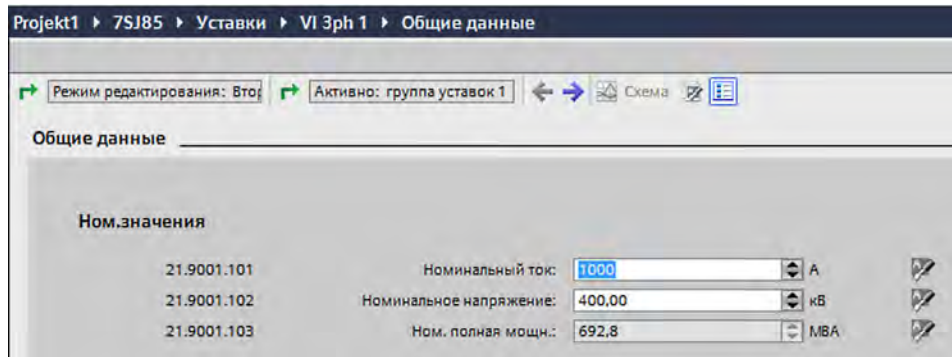 Projekt1 ▸ 7SJ85 ▸ Уставки ▸ VI 3ph 1 ▸ Общие данные
Режим редактирования: Втор Активно: группа уставок 1 Схема
Общие данные
Ном.значения
21.9001.101 Номинальный ток: 1000 А
21.9001.102 Номинальное напряжение: 400,00 кВ
21.9001.103 Ном. полная мощн.: 692,8 МВА